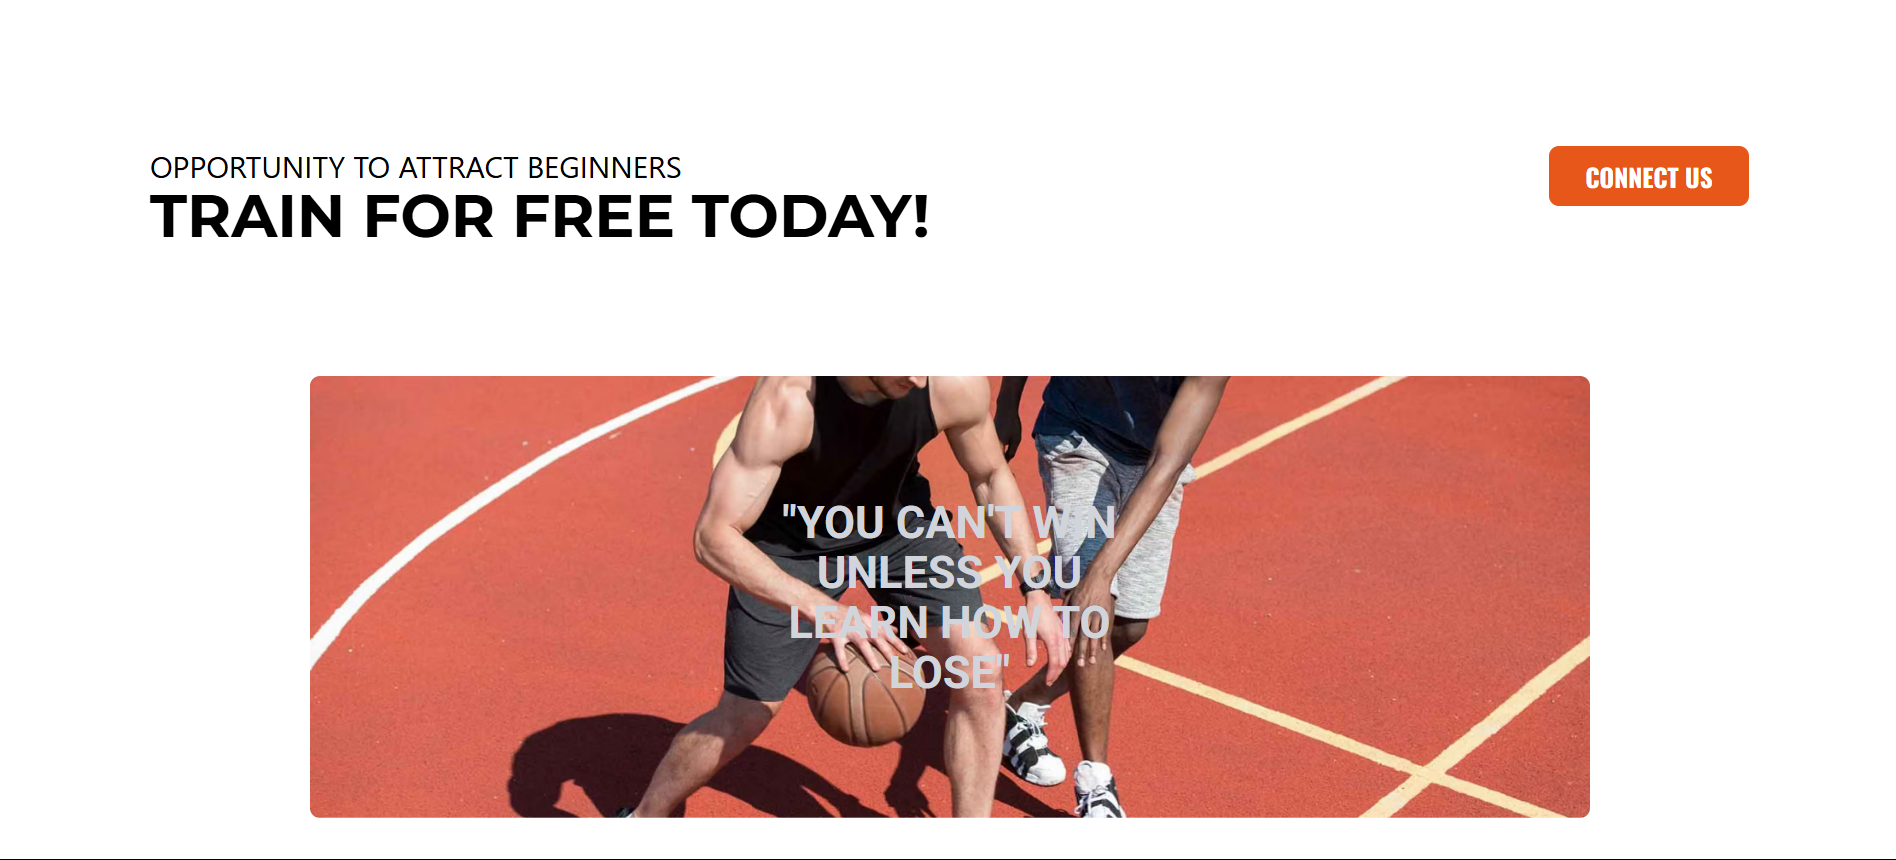 OPPORTUNITY TO ATTRACT BEGINNERS
TRAIN FOR FREE TODAY!
CONNECT US
"YOU CAN'T WIN
UNLESS YOU
LEARN HOW TO
LOSE"